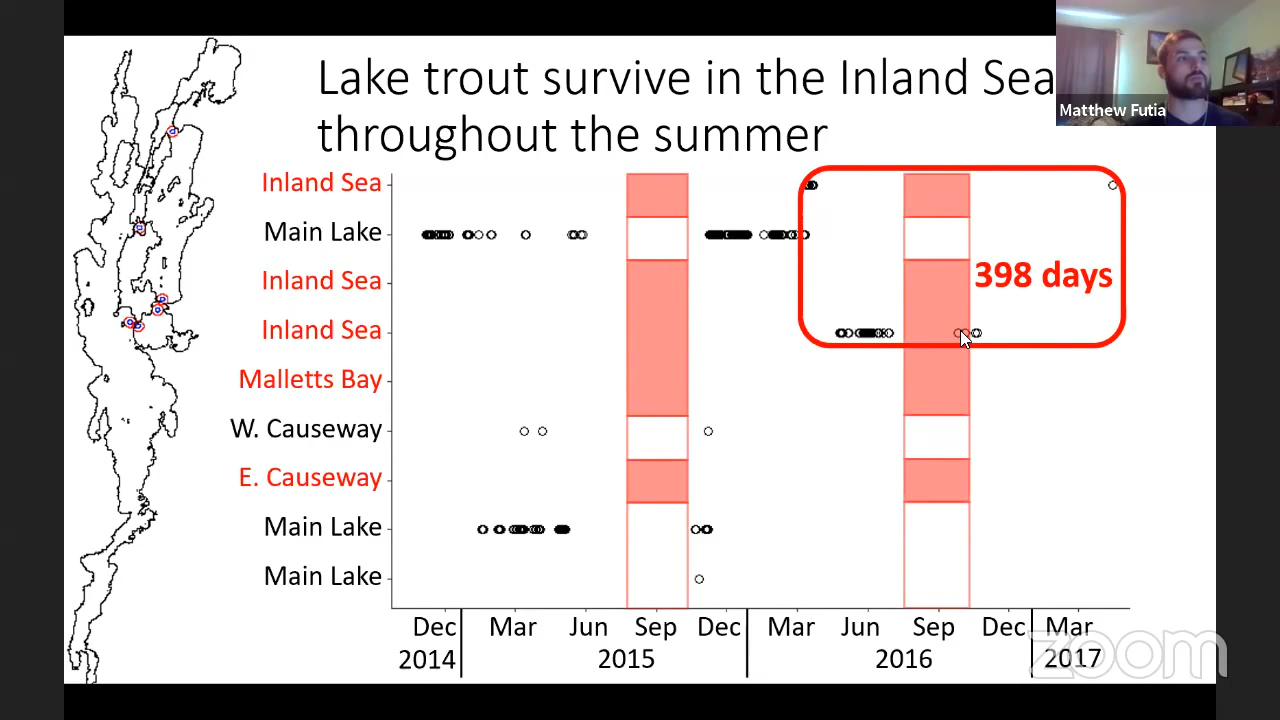 Lake trout survive in the Inland Sea
throughout the summer
Matthew Futia
Inland Sea
Main Lake
Inland Sea
398 days
Inland Sea
Malletts Bay
W. Causeway
E. Causeway
Main Lake
Main Lake
Dec Mar Jun Sep Dec Mar Jun Sep Dec Mar
2014 2015 2016 2017
zoom